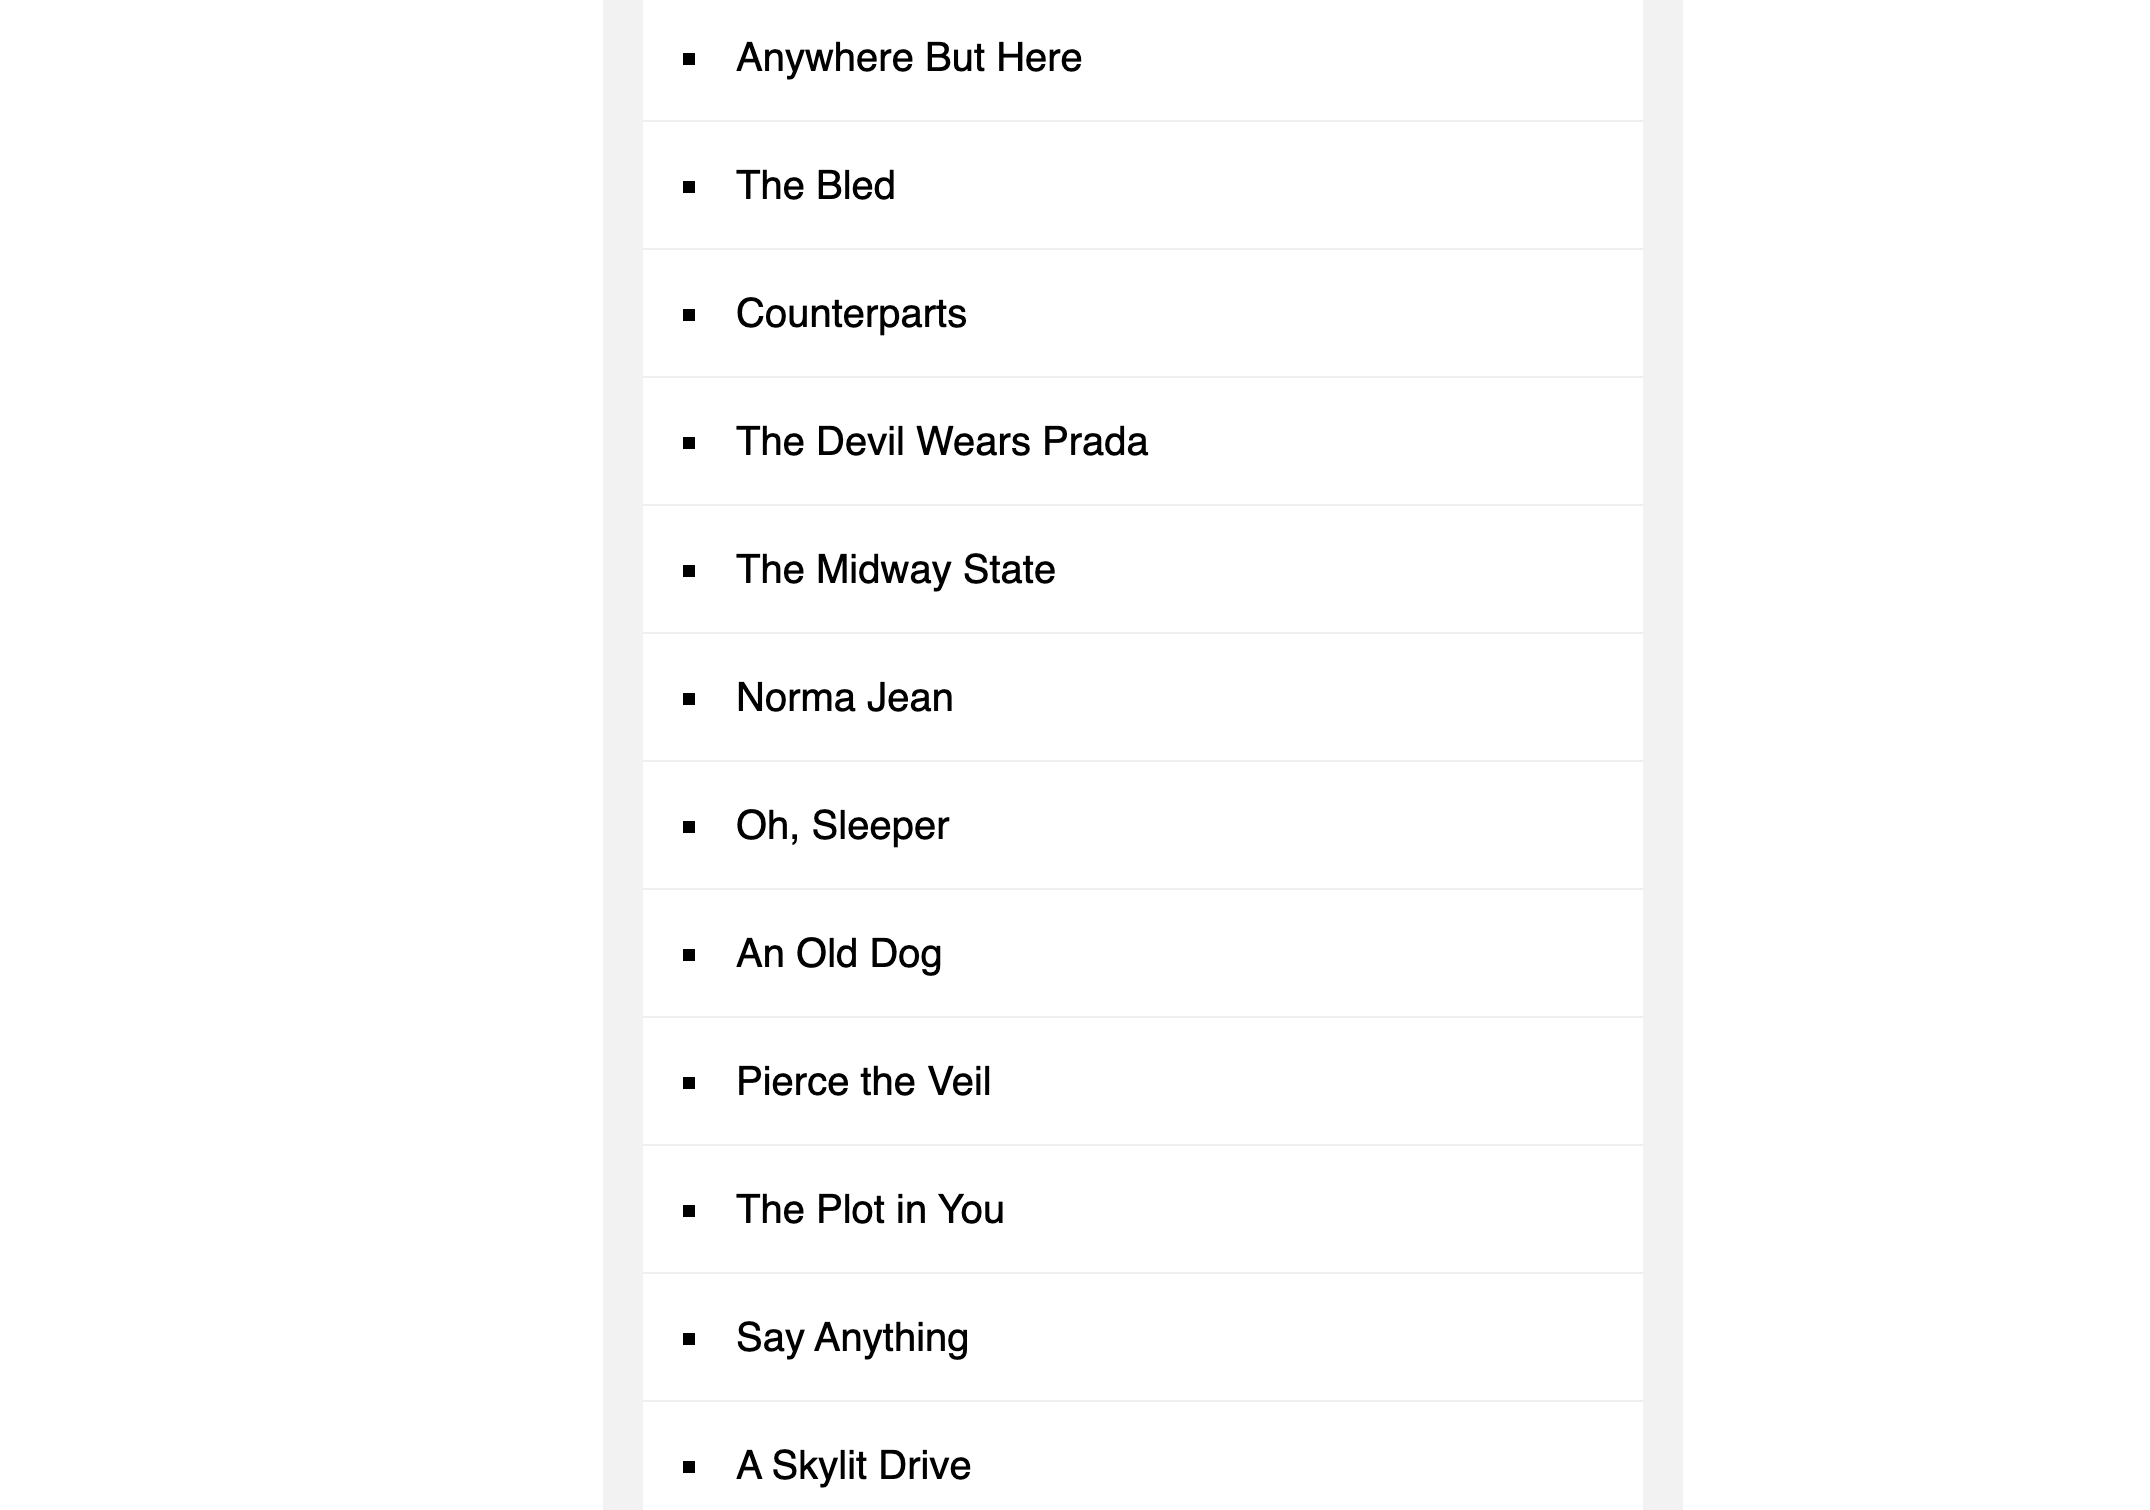 Anywhere But Here
The Bled
Counterparts
The Devil Wears Prada
The Midway State
Norma Jean
Oh, Sleeper
An Old Dog
Pierce the Veil
The Plot in You
Say Anything
A Skylit Drive